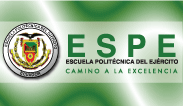 ESPE
ESCUELA POLITÉCNICA DEL EJÉRCITO
CAMINO A LA EXCELENCIA